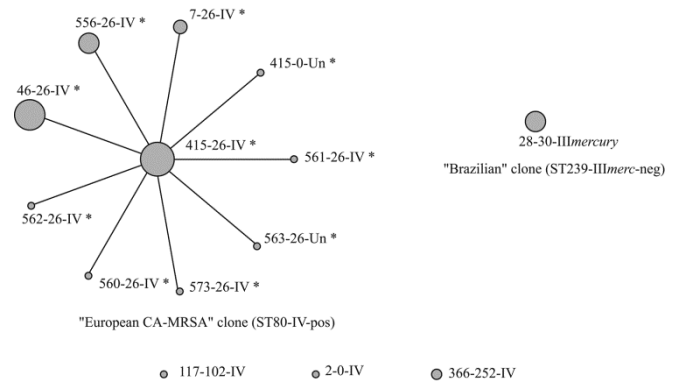 556-26-IV *
7-26-IV *
415-0-Un *
46-26-IV *
415-26-IV *
561-26-IV *
562-26-IV *
563-26-Un *
560-26-IV *
573-26-IV *
"European CA-MRSA" clone (ST80-IV-pos)
28-30-IIImercury
"Brazilian" clone (ST239-IIImerc-neg)
117-102-IV
2-0-IV
366-252-IV